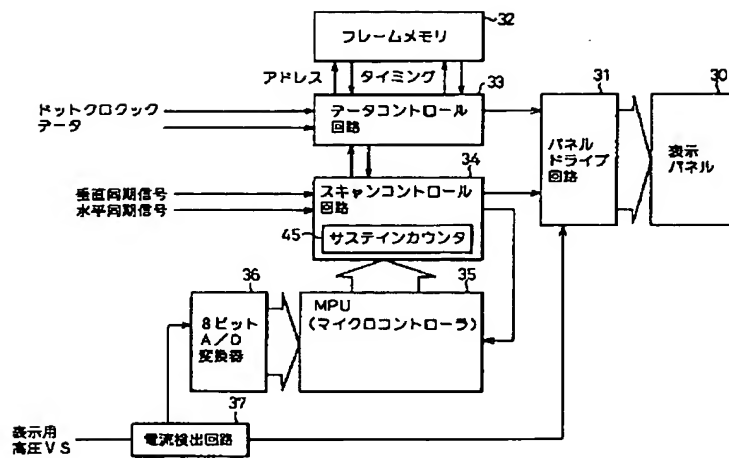 32
フレームメモリ
アドレス
タイミング
33
31
30
ドットクロクック
データ
データコントロール
回路
パネル
ドライブ
回路
表示
パネル
34
垂直同期信号
水平同期信号
スキャンコントロール
回路
45
サステインカウンタ
36
35
8ビット
A/D
変換器
MPU
(マイクロコントローラ)
37
表示用
高圧VS
電流検出回路